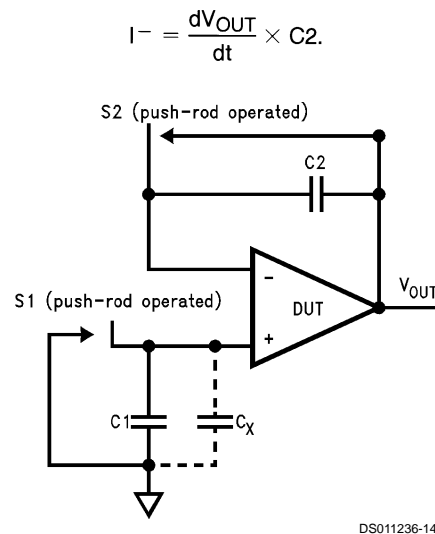 I⁻ = dV_OUT/dt × C2.
S2 (push-rod operated)
C2
-
DUT
V_OUT
S1 (push-rod operated)
+
C1
C_X
DS011236-14